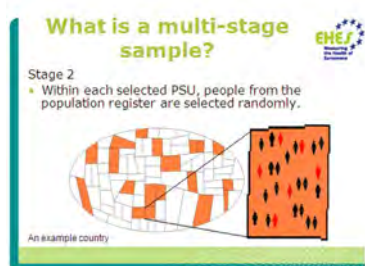 What is a multi-stage
sample?
EHES
Measuring
the Health of
Europeans
Stage 2
• Within each selected PSU, people from the
population register are selected randomly.
An example country